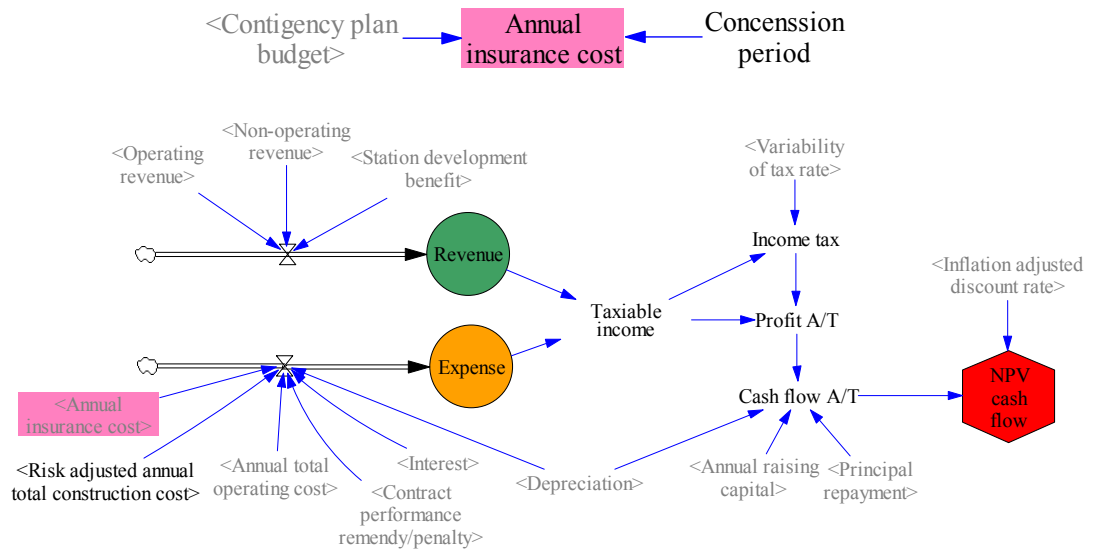 <Contigency plan
budget>
Annual
insurance cost
Concenssion
period
<Non-operating
revenue>
<Operating
revenue>
<Station development
benefit>
<Variability
of tax rate>
Revenue
Income tax
<Inflation adjusted
discount rate>
Taxiable
income
Profit A/T
Expense
NPV
cash
flow
Cash flow A/T
<Annual
insurance cost>
<Risk adjusted annual
total construction cost>
<Annual total
operating cost>
<Interest>
<Contract
performance
remendy/penalty>
<Depreciation>
<Annual raising
capital>
<Principal
repayment>